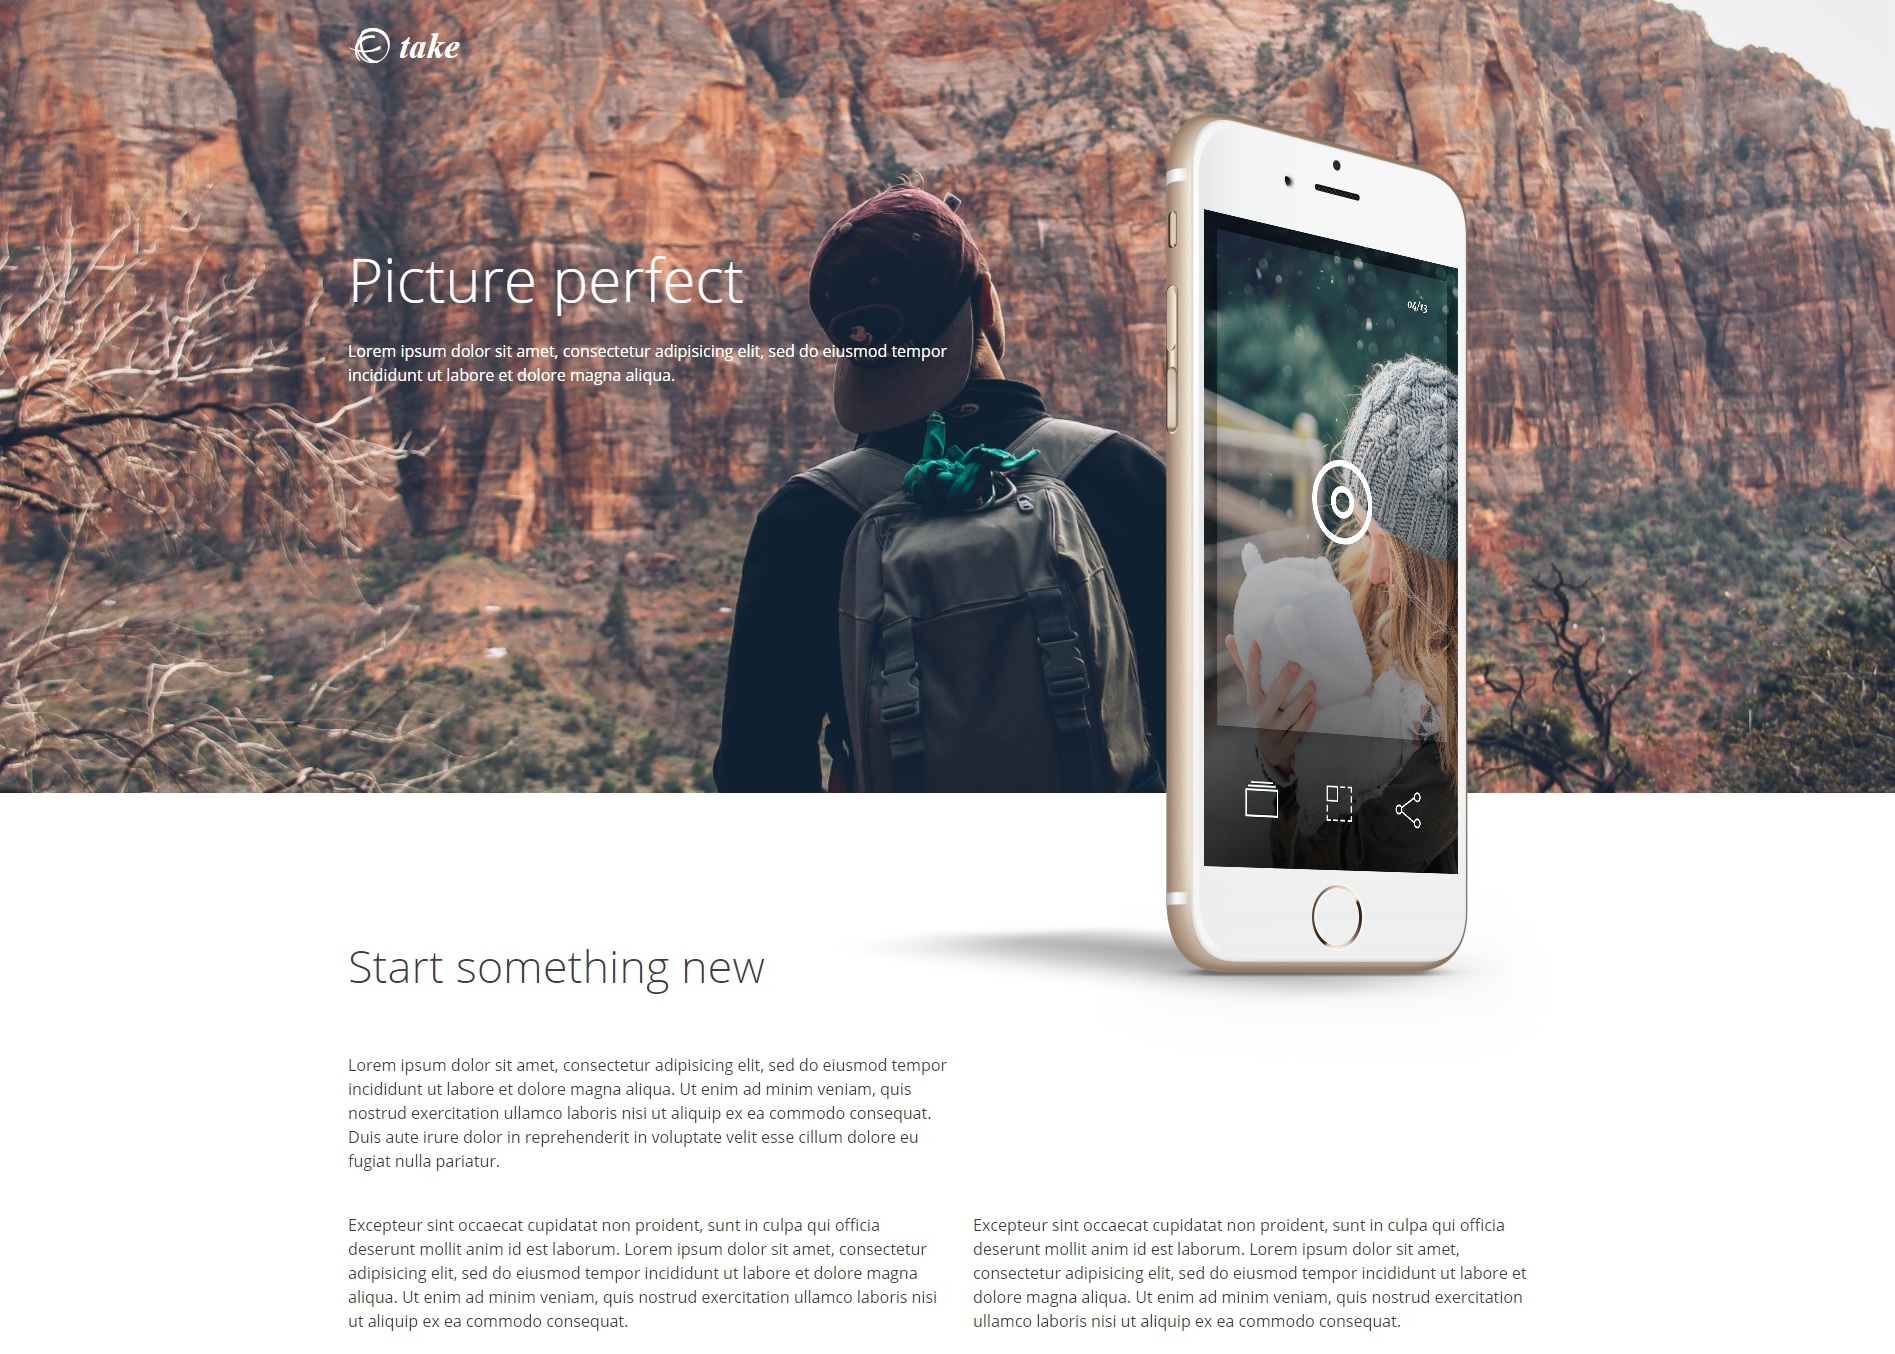 take
Picture perfect
Lorem ipsum dolor sit amet, consectetur adipisicing elit, sed do eiusmod tempor
incididunt ut labore et dolore magna aliqua.
04/13
Start something new
Lorem ipsum dolor sit amet, consectetur adipisicing elit, sed do eiusmod tempor
incididunt ut labore et dolore magna aliqua. Ut enim ad minim veniam, quis
nostrud exercitation ullamco laboris nisi ut aliquip ex ea commodo consequat.
Duis aute irure dolor in reprehenderit in voluptate velit esse cillum dolore eu
fugiat nulla pariatur.
Excepteur sint occaecat cupidatat non proident, sunt in culpa qui officia
deserunt mollit anim id est laborum. Lorem ipsum dolor sit amet, consectetur
adipisicing elit, sed do eiusmod tempor incididunt ut labore et dolore magna
aliqua. Ut enim ad minim veniam, quis nostrud exercitation ullamco laboris nisi
ut aliquip ex ea commodo consequat.
Excepteur sint occaecat cupidatat non proident, sunt in culpa qui officia
deserunt mollit anim id est laborum. Lorem ipsum dolor sit amet,
consectetur adipisicing elit, sed do eiusmod tempor incididunt ut labore et
dolore magna aliqua. Ut enim ad minim veniam, quis nostrud exercitation
ullamco laboris nisi ut aliquip ex ea commodo consequat.